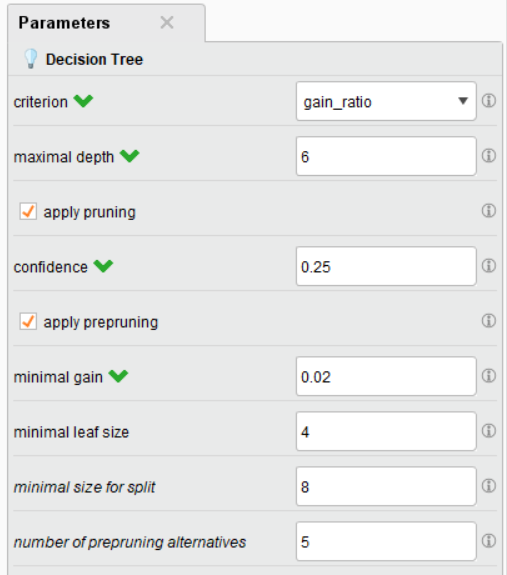 Parameters
Decision Tree
criterion gain_ratio
maximal depth 6
apply pruning
confidence 0.25
apply prepruning
minimal gain 0.02
minimal leaf size 4
minimal size for split 8
number of prepruning alternatives 5